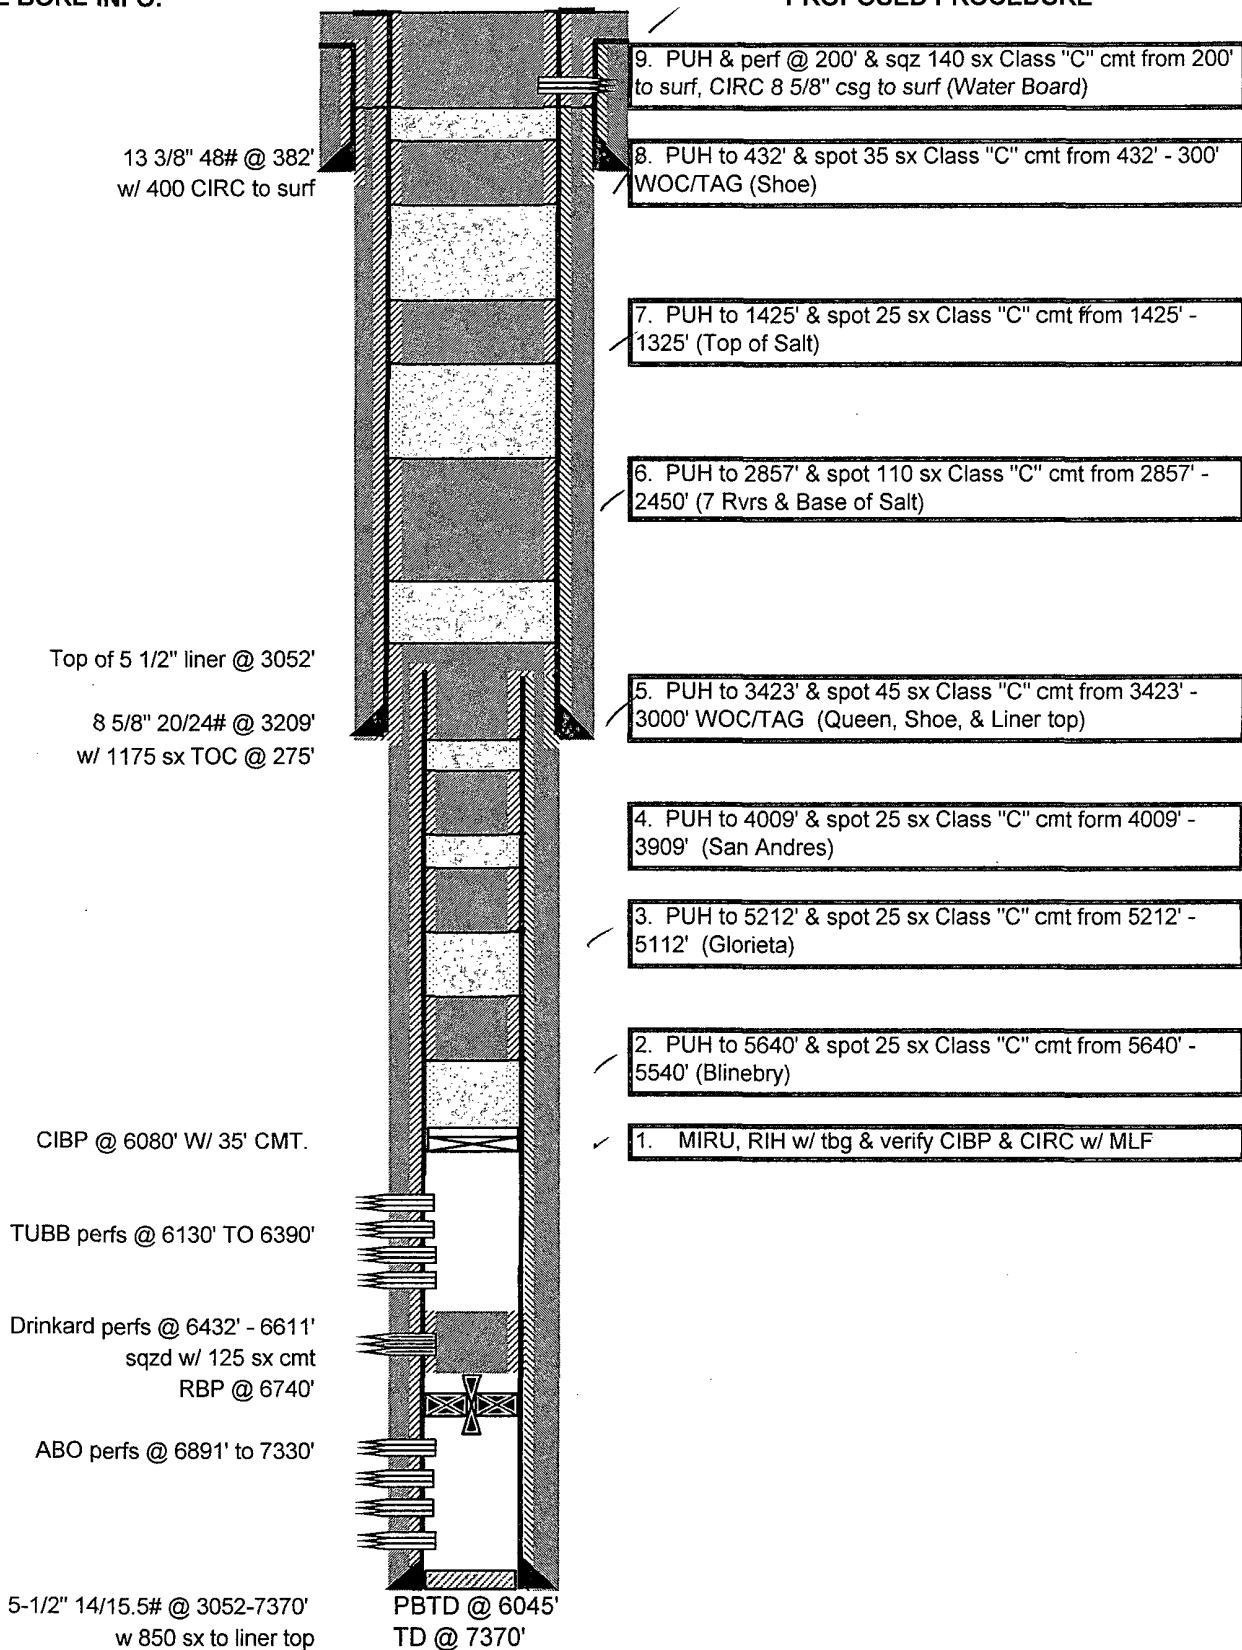 9. PUH & perf @ 200' & sqz 140 sx Class "C" cmt from 200'
to surf, CIRC 8 5/8" csg to surf (Water Board)
13 3/8" 48# @ 382'
w/ 400 CIRC to surf
8. PUH to 432' & spot 35 sx Class "C" cmt from 432' - 300'
WOC/TAG (Shoe)
7. PUH to 1425' & spot 25 sx Class "C" cmt from 1425' -
1325' (Top of Salt)
6. PUH to 2857' & spot 110 sx Class "C" cmt from 2857' -
2450' (7 Rvrs & Base of Salt)
Top of 5 1/2" liner @ 3052'
8 5/8" 20/24# @ 3209'
w/ 1175 sx TOC @ 275'
5. PUH to 3423' & spot 45 sx Class "C" cmt from 3423' -
3000' WOC/TAG (Queen, Shoe, & Liner top)
4. PUH to 4009' & spot 25 sx Class "C" cmt form 4009' -
3909' (San Andres)
3. PUH to 5212' & spot 25 sx Class "C" cmt from 5212' -
5112' (Glorieta)
2. PUH to 5640' & spot 25 sx Class "C" cmt from 5640' -
5540' (Blinebry)
CIBP @ 6080' W/ 35' CMT.
1. MIRU, RIH w/ tbg & verify CIBP & CIRC w/ MLF
TUBB perfs @ 6130' TO 6390'
Drinkard perfs @ 6432' - 6611'
sqzd w/ 125 sx cmt
RBP @ 6740'
ABO perfs @ 6891' to 7330'
5-1/2" 14/15.5# @ 3052-7370'
w 850 sx to liner top
PBTD @ 6045'
TD @ 7370'